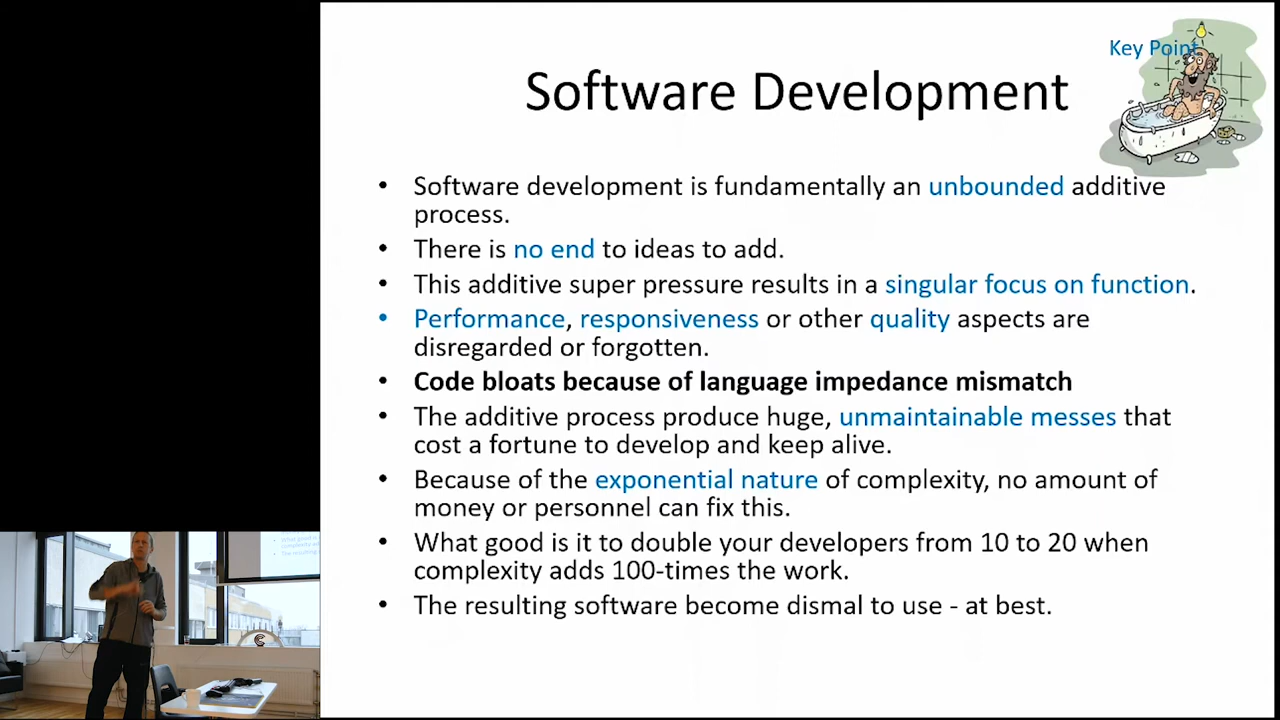 Key Point
Software Development
• Software development is fundamentally an unbounded additive
process.
• There is no end to ideas to add.
• This additive super pressure results in a singular focus on function.
• Performance, responsiveness or other quality aspects are
disregarded or forgotten.
• Code bloats because of language impedance mismatch
• The additive process produce huge, unmaintainable messes that
cost a fortune to develop and keep alive.
• Because of the exponential nature of complexity, no amount of
money or personnel can fix this.
• What good is it to double your developers from 10 to 20 when
complexity adds 100-times the work.
• The resulting software become dismal to use - at best.